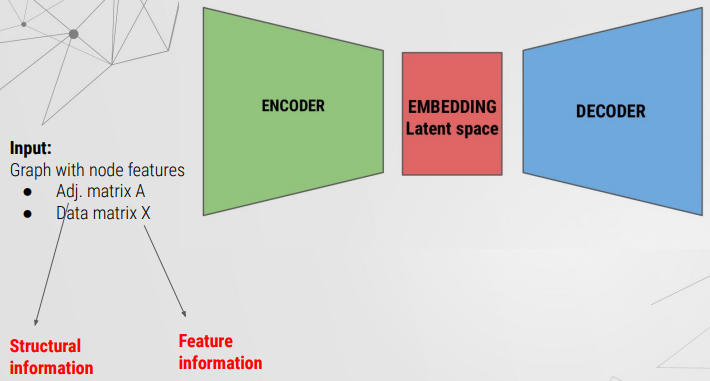 ENCODER
EMBEDDING
Latent space
DECODER
Input:
Graph with node features
● Adj. matrix A
● Data matrix X
Structural
information
Feature
information